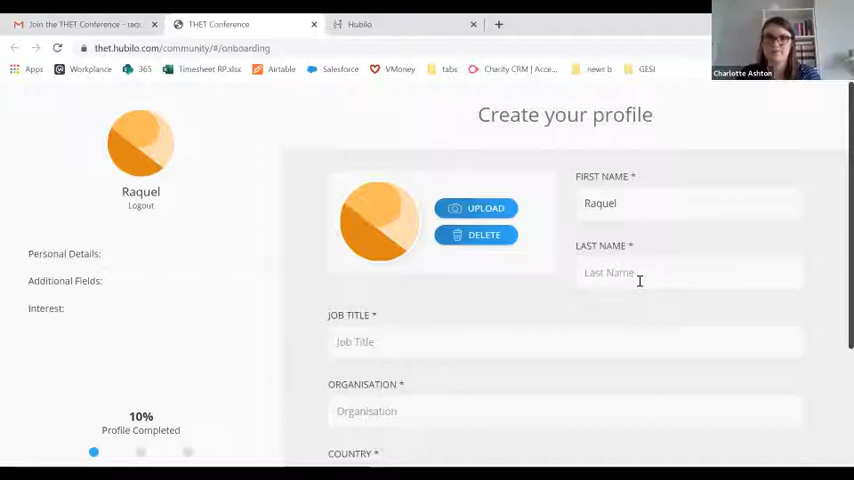 Join the THET Conference - raqu
THET Conference
Hubilo
thet.hubilo.com/community/#/onboarding
Apps
Workplance
365
Timesheet RP.xlsx
Airtable
Salesforce
VMoney
tabs
Charity CRM | Acce...
news b
GESI
Charlotte Ashton
Create your profile
Raquel
Logout
Personal Details:
Additional Fields:
Interest:
10%
Profile Completed
UPLOAD
DELETE
FIRST NAME *
Raquel
LAST NAME *
Last Name
JOB TITLE *
Job Title
ORGANISATION *
Organisation
COUNTRY *